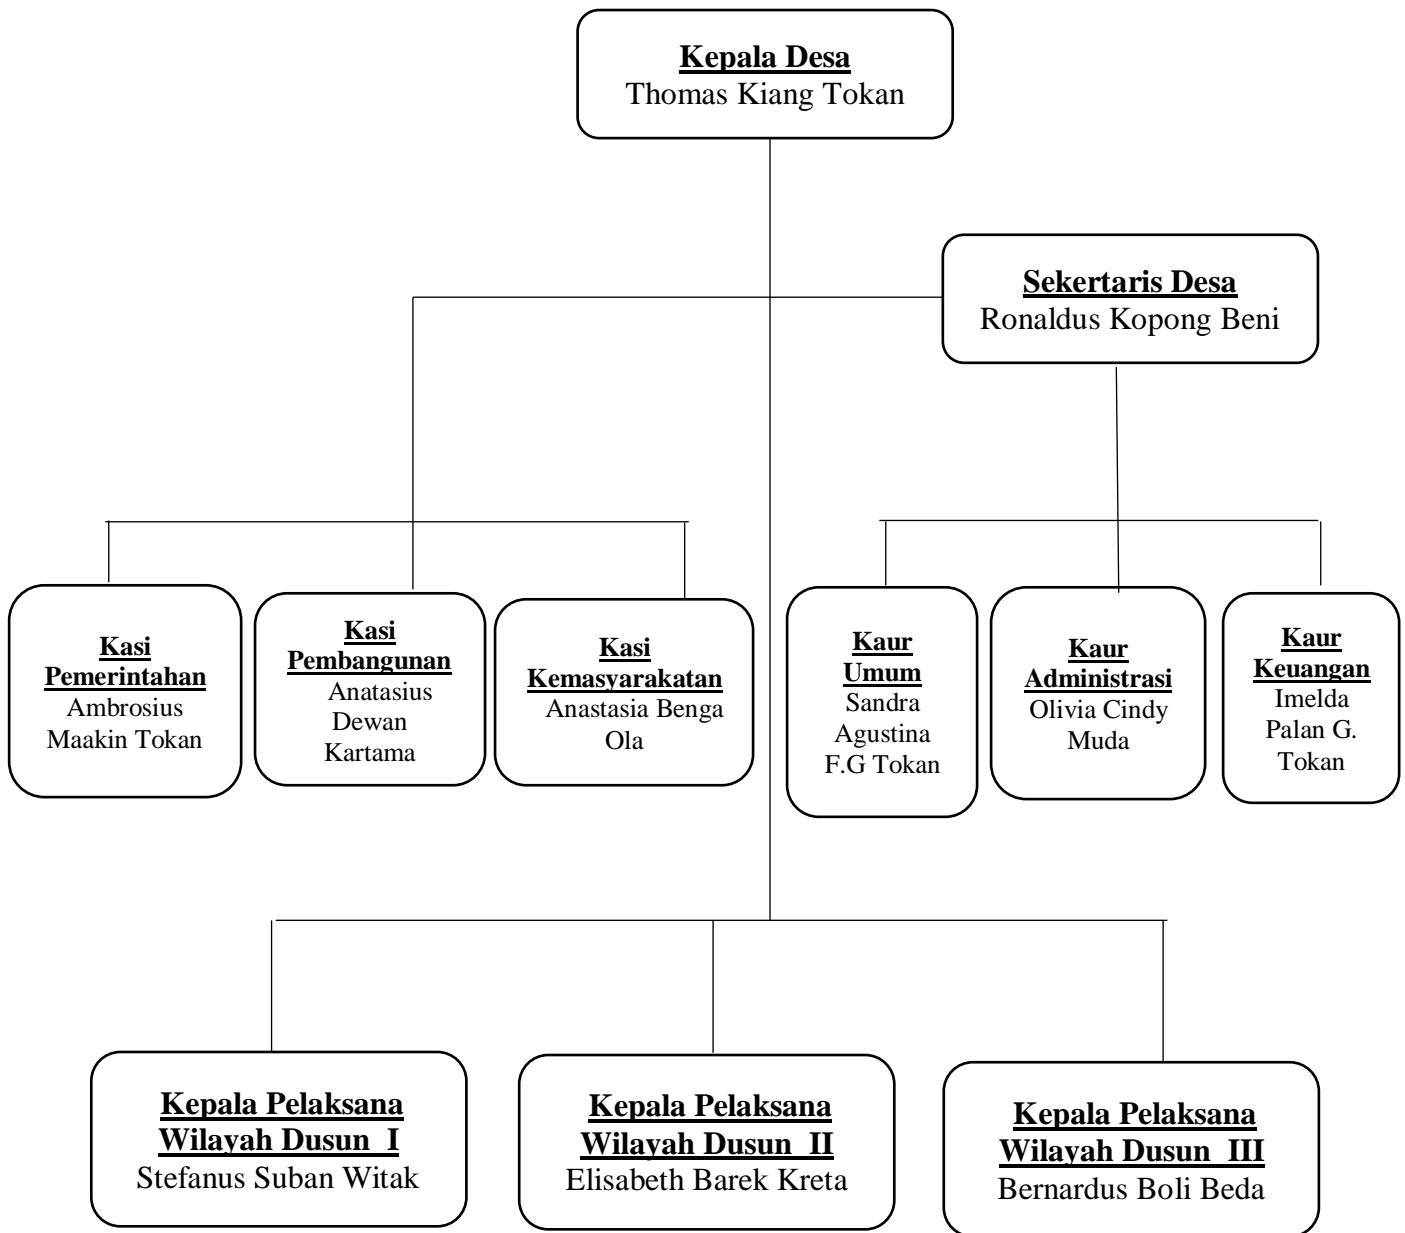 Kepala Desa
Thomas Kiang Tokan
Sekertaris Desa
Ronaldus Kopong Beni
Kasi
Pemerintahan
Ambrosius
Maakin Tokan
Kasi
Pembangunan
Anatasius
Dewan
Kartama
Kasi
Kemasyarakatan
Anastasia Benga
Ola
Kaur
Umum
Sandra
Agustina
F.G Tokan
Kaur
Administrasi
Olivia Cindy
Muda
Kaur
Keuangan
Imelda
Palan G.
Tokan
Kepala Pelaksana
Wilayah Dusun I
Stefanus Suban Witak
Kepala Pelaksana
Wilayah Dusun II
Elisabeth Barek Kreta
Kepala Pelaksana
Wilayah Dusun III
Bernardus Boli Beda